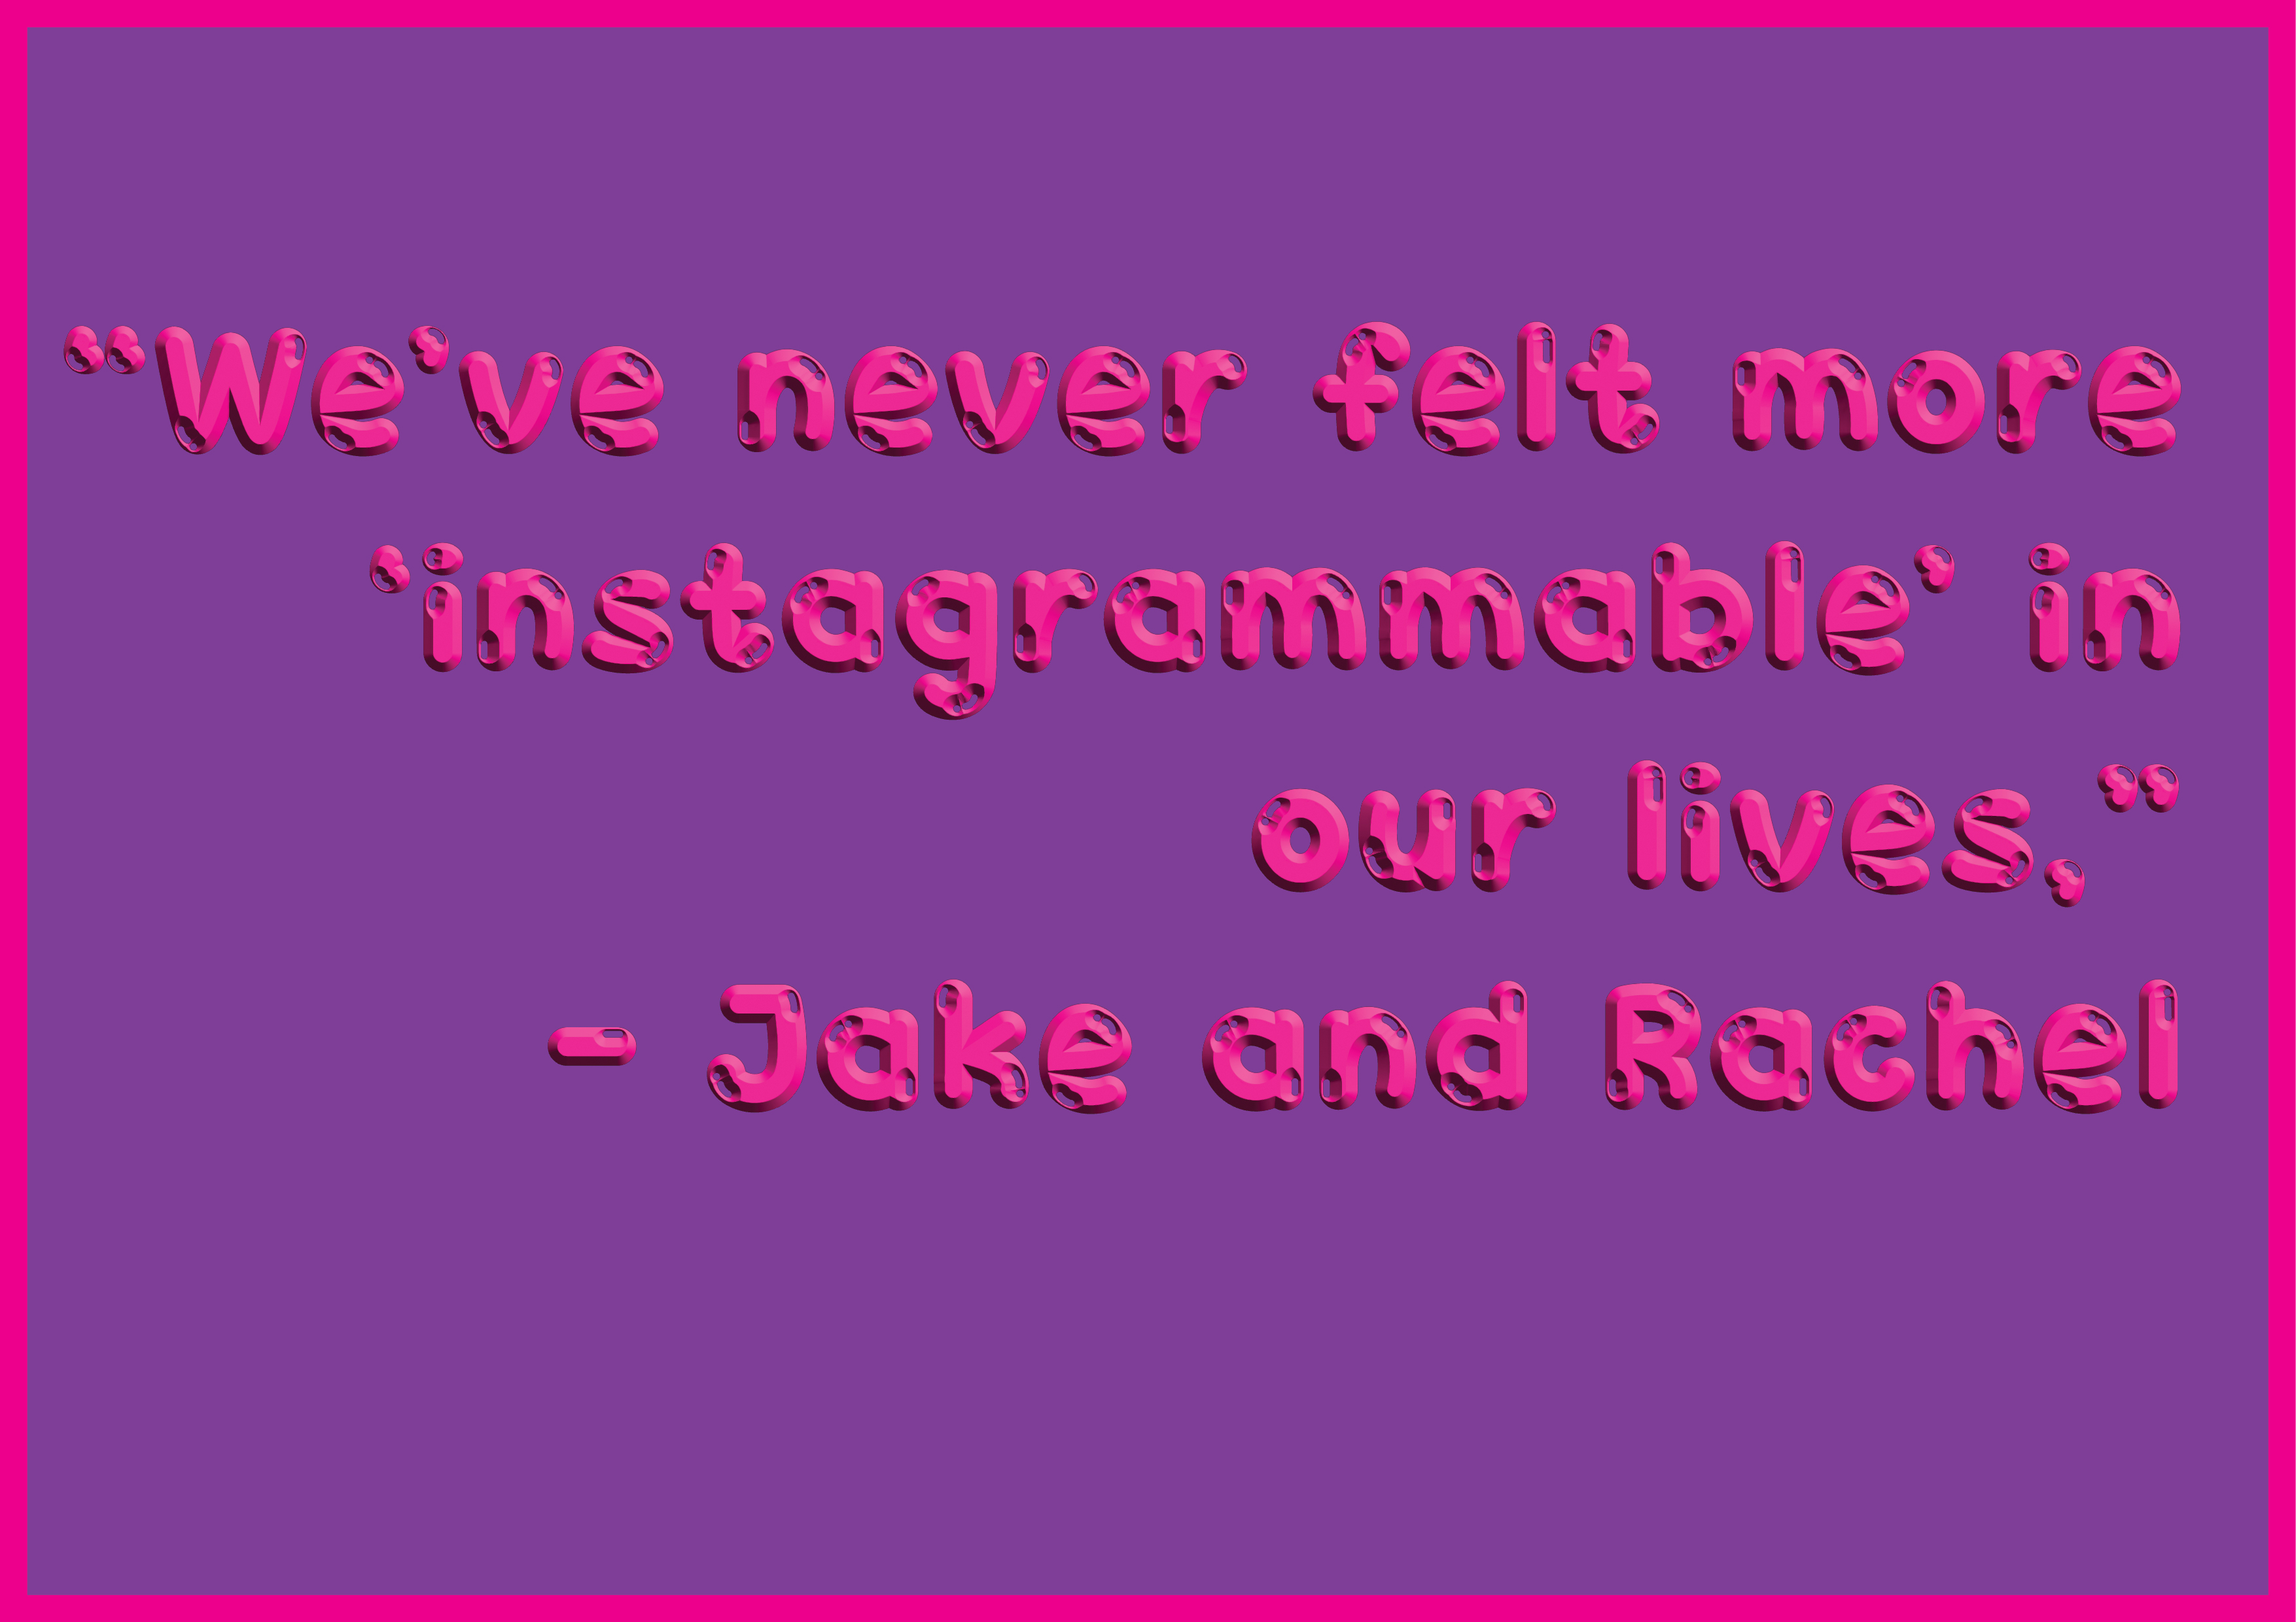 “We’ve never felt more
‘instagrammable’ in
our lives,”
- Jake and Rachel